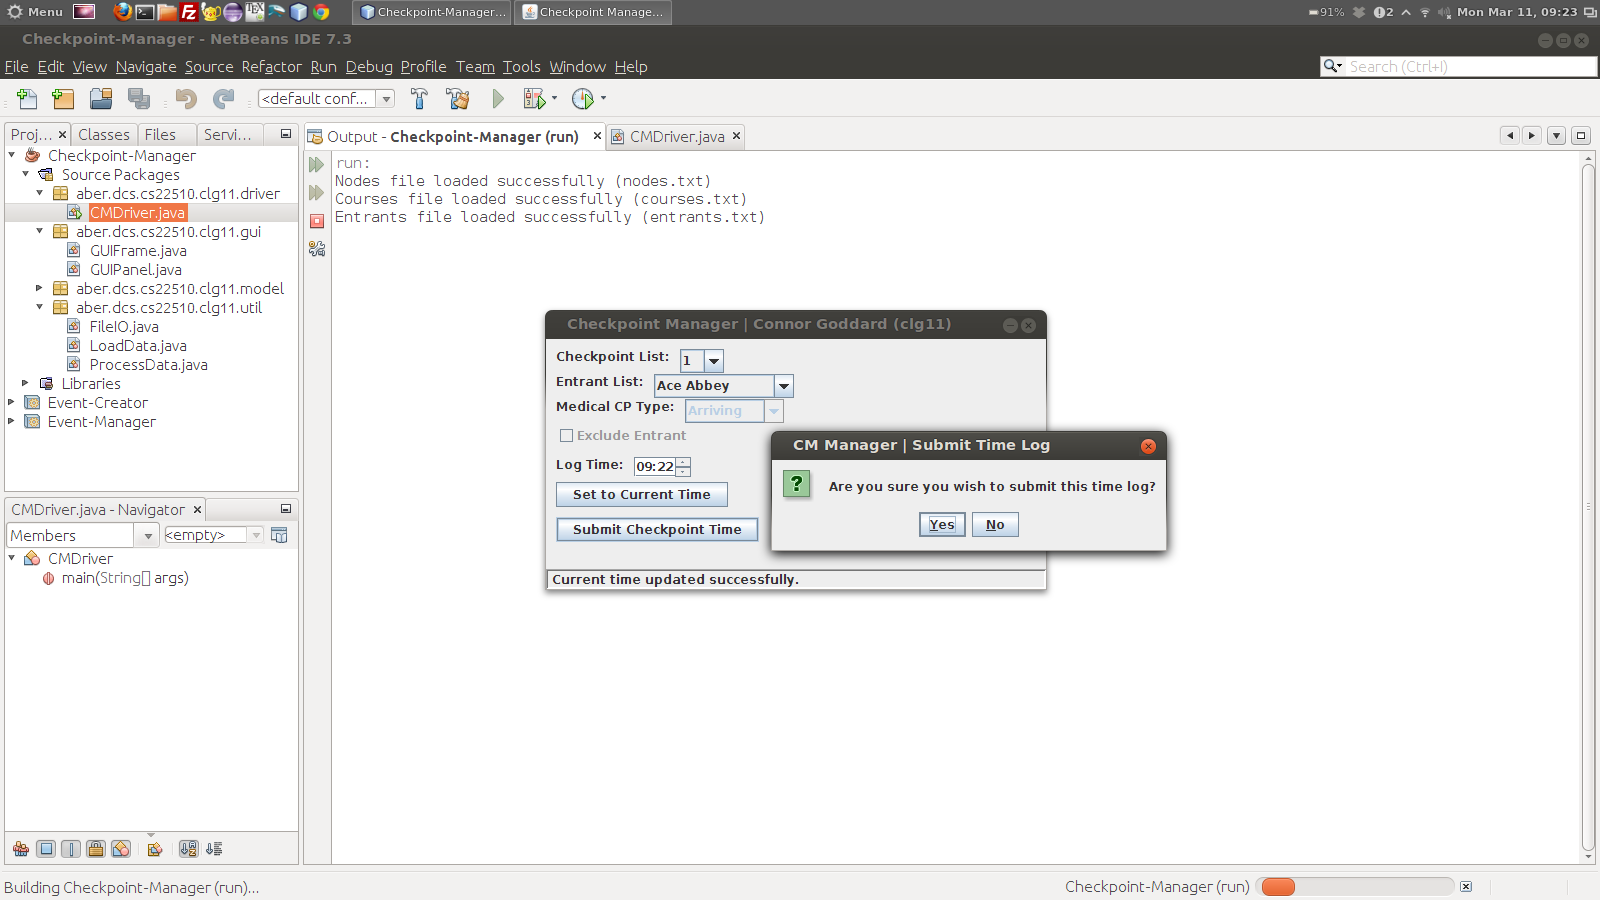 Menu
Checkpoint-Manager...
Checkpoint Manage...
91%
2
Mon Mar 11, 09:23
Checkpoint-Manager - NetBeans IDE 7.3
File Edit View Navigate Source Refactor Run Debug Profile Team Tools Window Help
Search (Ctrl+I)
<default conf...
Proj... Classes Files Servi...
Output - Checkpoint-Manager (run)
CMDriver.java
Checkpoint-Manager
Source Packages
aber.dcs.cs22510.clg11.driver
CMDriver.java
aber.dcs.cs22510.clg11.gui
GUIFrame.java
GUIPanel.java
aber.dcs.cs22510.clg11.model
aber.dcs.cs22510.clg11.util
FileIO.java
LoadData.java
ProcessData.java
Libraries
Event-Creator
Event-Manager
run:
Nodes file loaded successfully (nodes.txt)
Courses file loaded successfully (courses.txt)
Entrants file loaded successfully (entrants.txt)
Checkpoint Manager | Connor Goddard (clg11)
Checkpoint List: 1
Entrant List: Ace Abbey
Medical CP Type: Arriving
Exclude Entrant
Log Time: 09:22
Set to Current Time
Submit Checkpoint Time
Current time updated successfully.
CM Manager | Submit Time Log
? Are you sure you wish to submit this time log?
Yes No
CMDriver.java - Navigator
Members
<empty>
CMDriver
main(String[] args)
Building Checkpoint-Manager (run)...
Checkpoint-Manager (run)